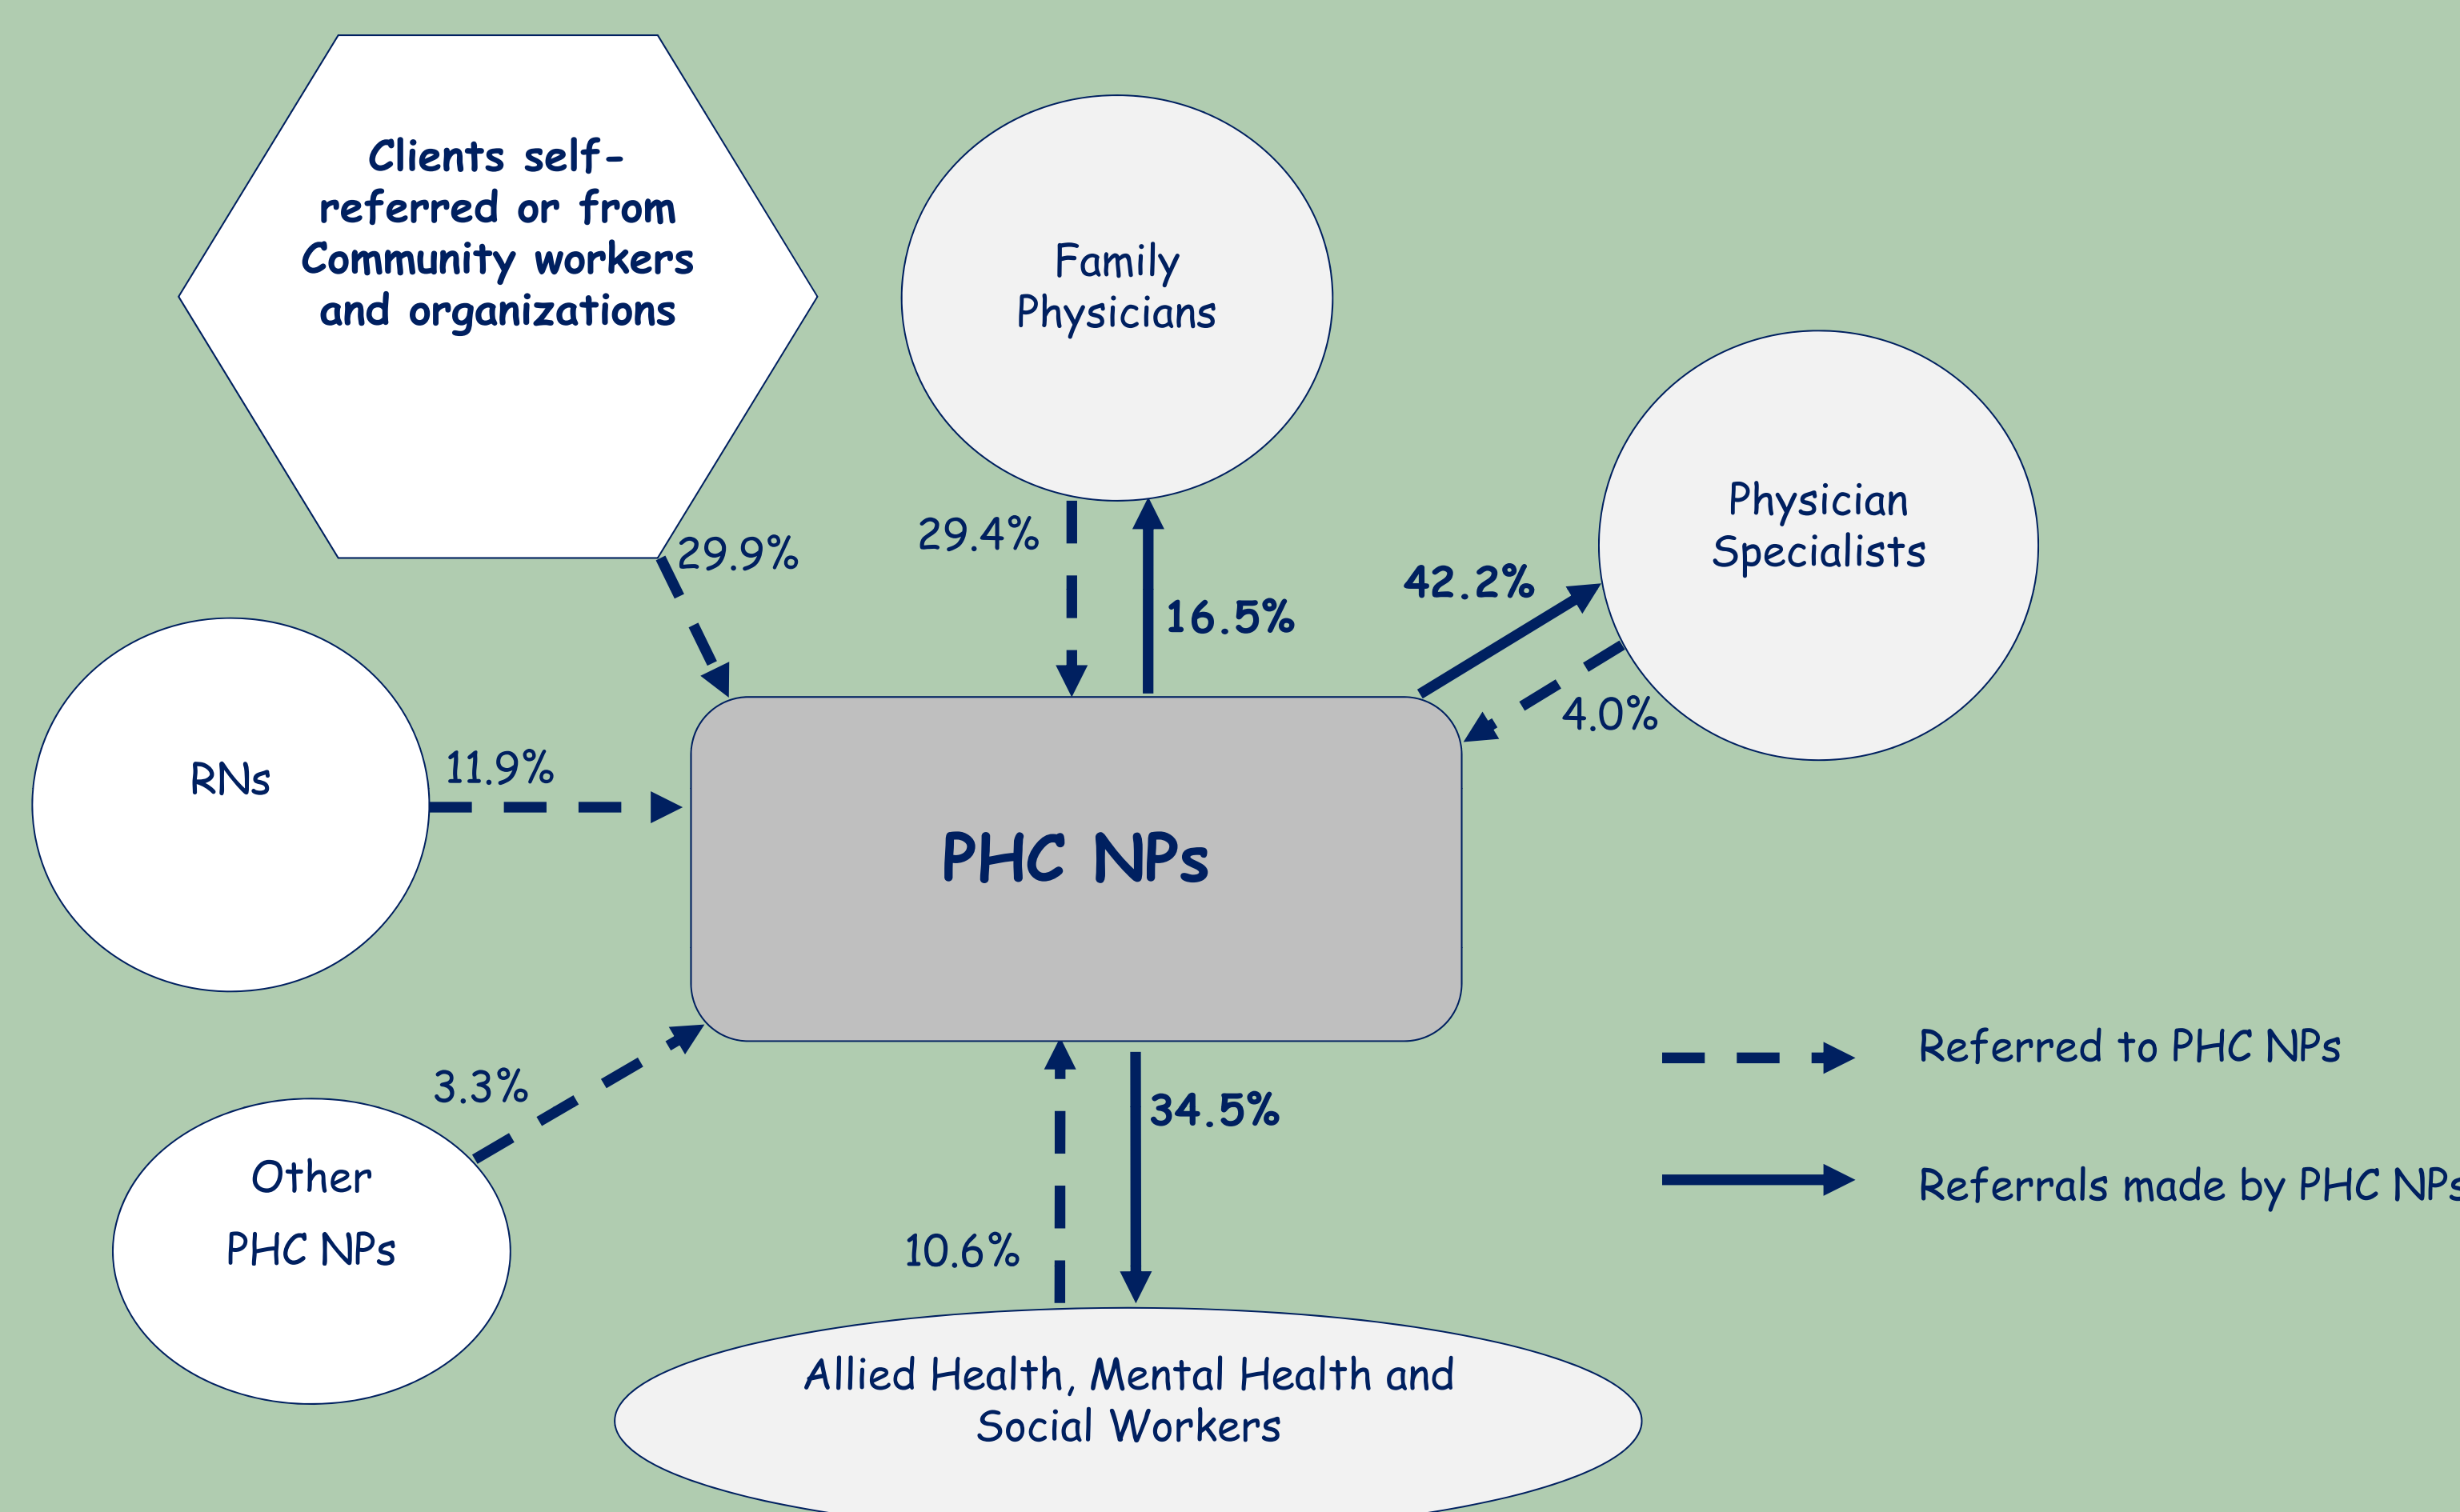 Clients self-
referred or from
Community workers
and organizations
Family
Physicians
Physician
Specialists
29.9%
29.4%
16.5%
42.2%
4.0%
RNs
11.9%
PHC NPs
3.3%
Other
PHC NPs
34.5%
10.6%
Allied Health, Mental Health and
Social Workers
Referred to PHC NPs
Referrals made by PHC NPs